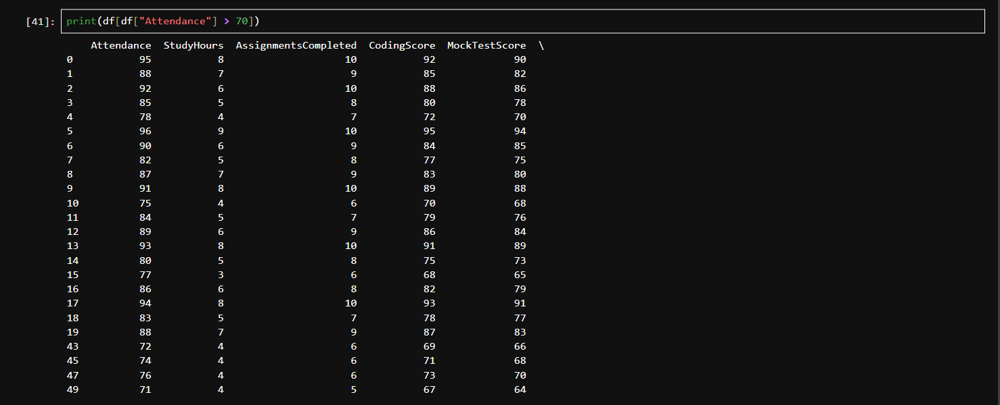 [41]: print(df[df["Attendance"] > 70])
Attendance StudyHours AssignmentsCompleted CodingScore MockTestScore \
0 95 8 10 92 90
1 88 7 9 85 82
2 92 6 10 88 86
3 85 5 8 80 78
4 78 4 7 72 70
5 96 9 10 95 94
6 90 6 9 84 85
7 82 5 8 77 75
8 87 7 9 83 80
9 91 8 10 89 88
10 75 4 6 70 68
11 84 5 7 79 76
12 89 6 9 86 84
13 93 8 10 91 89
14 80 5 8 75 73
15 77 3 6 68 65
16 86 6 8 82 79
17 94 8 10 93 91
18 83 5 7 78 77
19 88 7 9 87 83
43 72 4 6 69 66
45 74 4 6 71 68
47 76 4 6 73 70
49 71 4 5 67 64